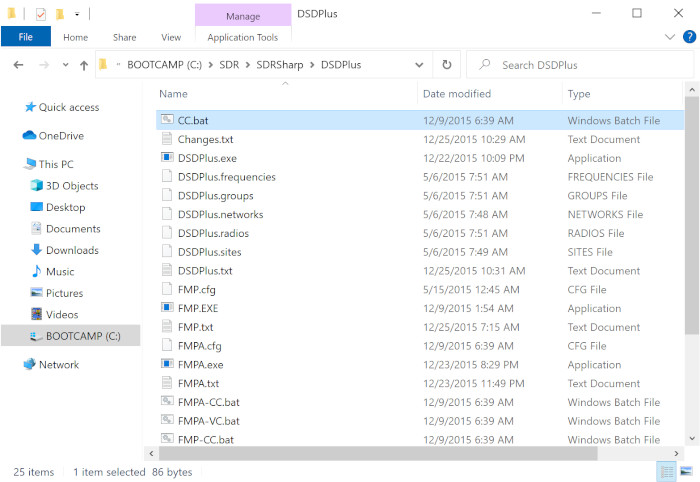 DSDPlus
Manage
File Home Share View Application Tools
BOOTCAMP (C:) SDR SDRSharp DSDPlus Search DSDPlus
Name Date modified Type
Quick access
OneDrive
This PC
3D Objects
Desktop
Documents
Downloads
Music
Pictures
Videos
BOOTCAMP (C:)
Network
CC.bat 12/9/2015 6:39 AM Windows Batch File
Changes.txt 12/25/2015 10:29 AM Text Document
DSDPlus.exe 12/22/2015 10:09 PM Application
DSDPlus.frequencies 5/6/2015 7:51 AM FREQUENCIES File
DSDPlus.groups 5/6/2015 7:51 AM GROUPS File
DSDPlus.networks 5/6/2015 7:48 AM NETWORKS File
DSDPlus.radios 5/6/2015 7:51 AM RADIOS File
DSDPlus.sites 5/6/2015 7:49 AM SITES File
DSDPlus.txt 12/25/2015 10:31 AM Text Document
FMP.cfg 5/15/2015 12:45 AM CFG File
FMP.EXE 12/9/2015 1:54 AM Application
FMP.txt 12/25/2015 7:15 AM Text Document
FMPA.cfg 12/9/2015 6:39 AM CFG File
FMPA.exe 12/23/2015 8:29 PM Application
FMPA.txt 12/23/2015 11:49 PM Text Document
FMPA-CC.bat 12/9/2015 6:39 AM Windows Batch File
FMPA-VC.bat 12/9/2015 6:39 AM Windows Batch File
FMP-CC.bat 12/9/2015 6:39 AM Windows Batch File
25 items 1 item selected 86 bytes